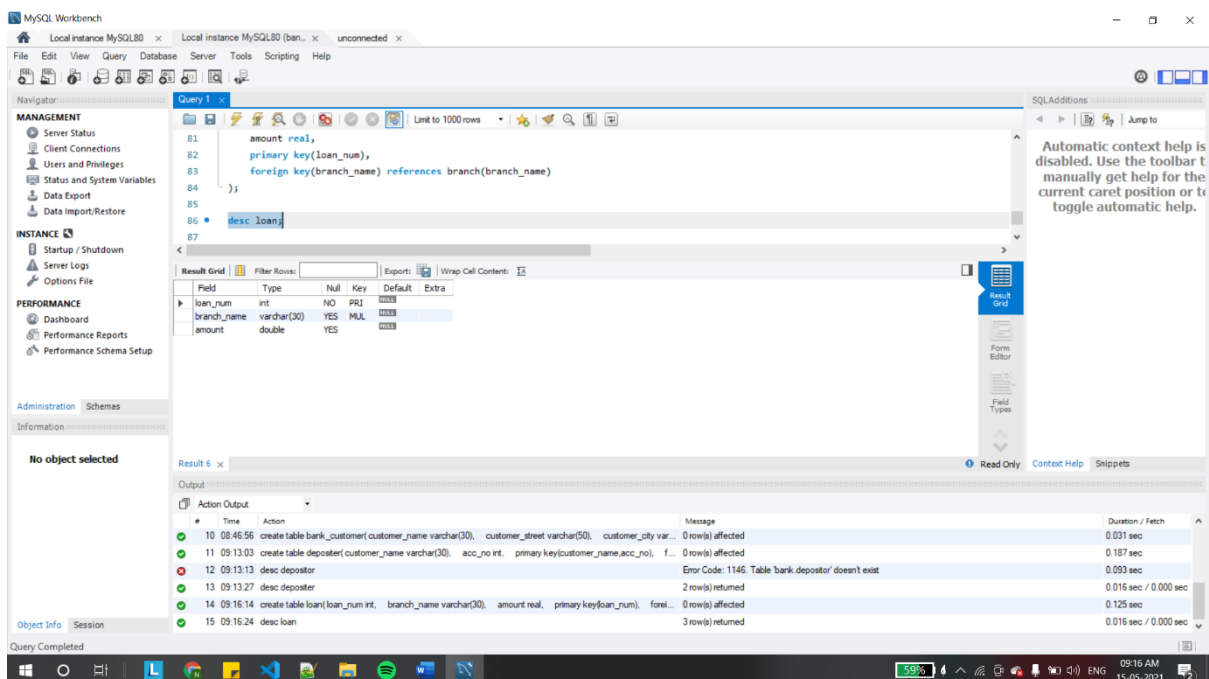 MySQL Workbench
Local instance MySQL80 × Local instance MySQL80 (ban... × unconnected ×
File Edit View Query Database Server Tools Scripting Help
Navigator
MANAGEMENT
Server Status
Client Connections
Users and Privileges
Status and System Variables
Data Export
Data Import/Restore
INSTANCE
Startup / Shutdown
Server Logs
Options File
PERFORMANCE
Dashboard
Performance Reports
Performance Schema Setup
Administration Schemas
Information
No object selected
Object Info Session
Query 1 ×
Limit to 1000 rows
81 amount real,
82 primary key(loan_num),
83 foreign key(branch_name) references branch(branch_name)
84 );
85
86 desc loan;
87
Result Grid Filter Rows: Export: Wrap Cell Content:
Field Type Null Key Default Extra
loan_num int NO PRI NULL
branch_name varchar(30) YES MUL NULL
amount double YES NULL
Result Grid
Form Editor
Field Types
Result 6 × Read Only
SQLAdditions
Jump to
Automatic context help is
disabled. Use the toolbar t
manually get help for the
current caret position or to
toggle automatic help.
Context Help Snippets
Output
Action Output
# Time Action Message Duration / Fetch
10 08:46:56 create table bank_customer( customer_name varchar(30), customer_street varchar(50), customer_city var... 0 row(s) affected 0.031 sec
11 09:13:03 create table depositer( customer_name varchar(30), acc_no int, primary key(customer_name,acc_no), f... 0 row(s) affected 0.187 sec
12 09:13:13 desc depositor Error Code: 1146. Table 'bank.depositor' doesn't exist 0.093 sec
13 09:13:27 desc depositer 2 row(s) returned 0.016 sec / 0.000 sec
14 09:16:14 create table loan( loan_num int, branch_name varchar(30), amount real, primary key(loan_num), forei... 0 row(s) affected 0.125 sec
15 09:16:24 desc loan 3 row(s) returned 0.016 sec / 0.000 sec
Query Completed
59% ENG 09:16 AM
15-05-2021